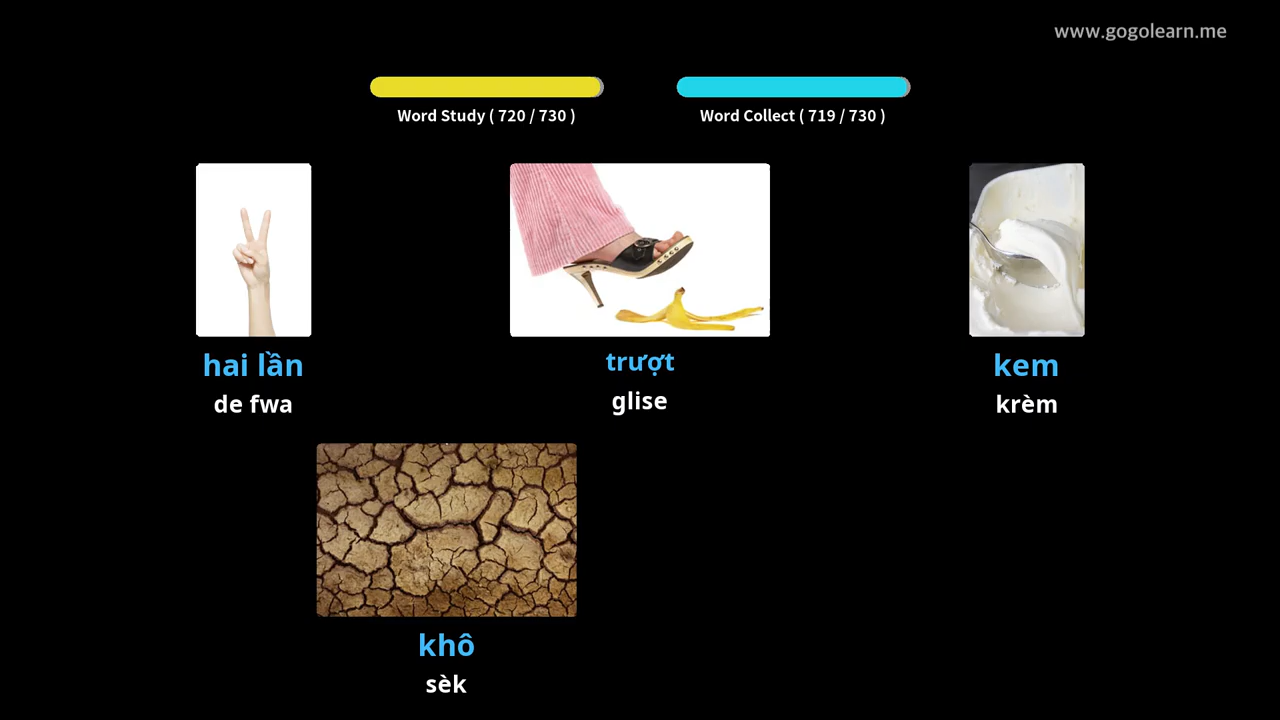 www.gogolearn.me
Word Study ( 720 / 730 )
Word Collect ( 719 / 730 )
hai lần
de fwa
trượt
glise
kem
krèm
khô
sèk